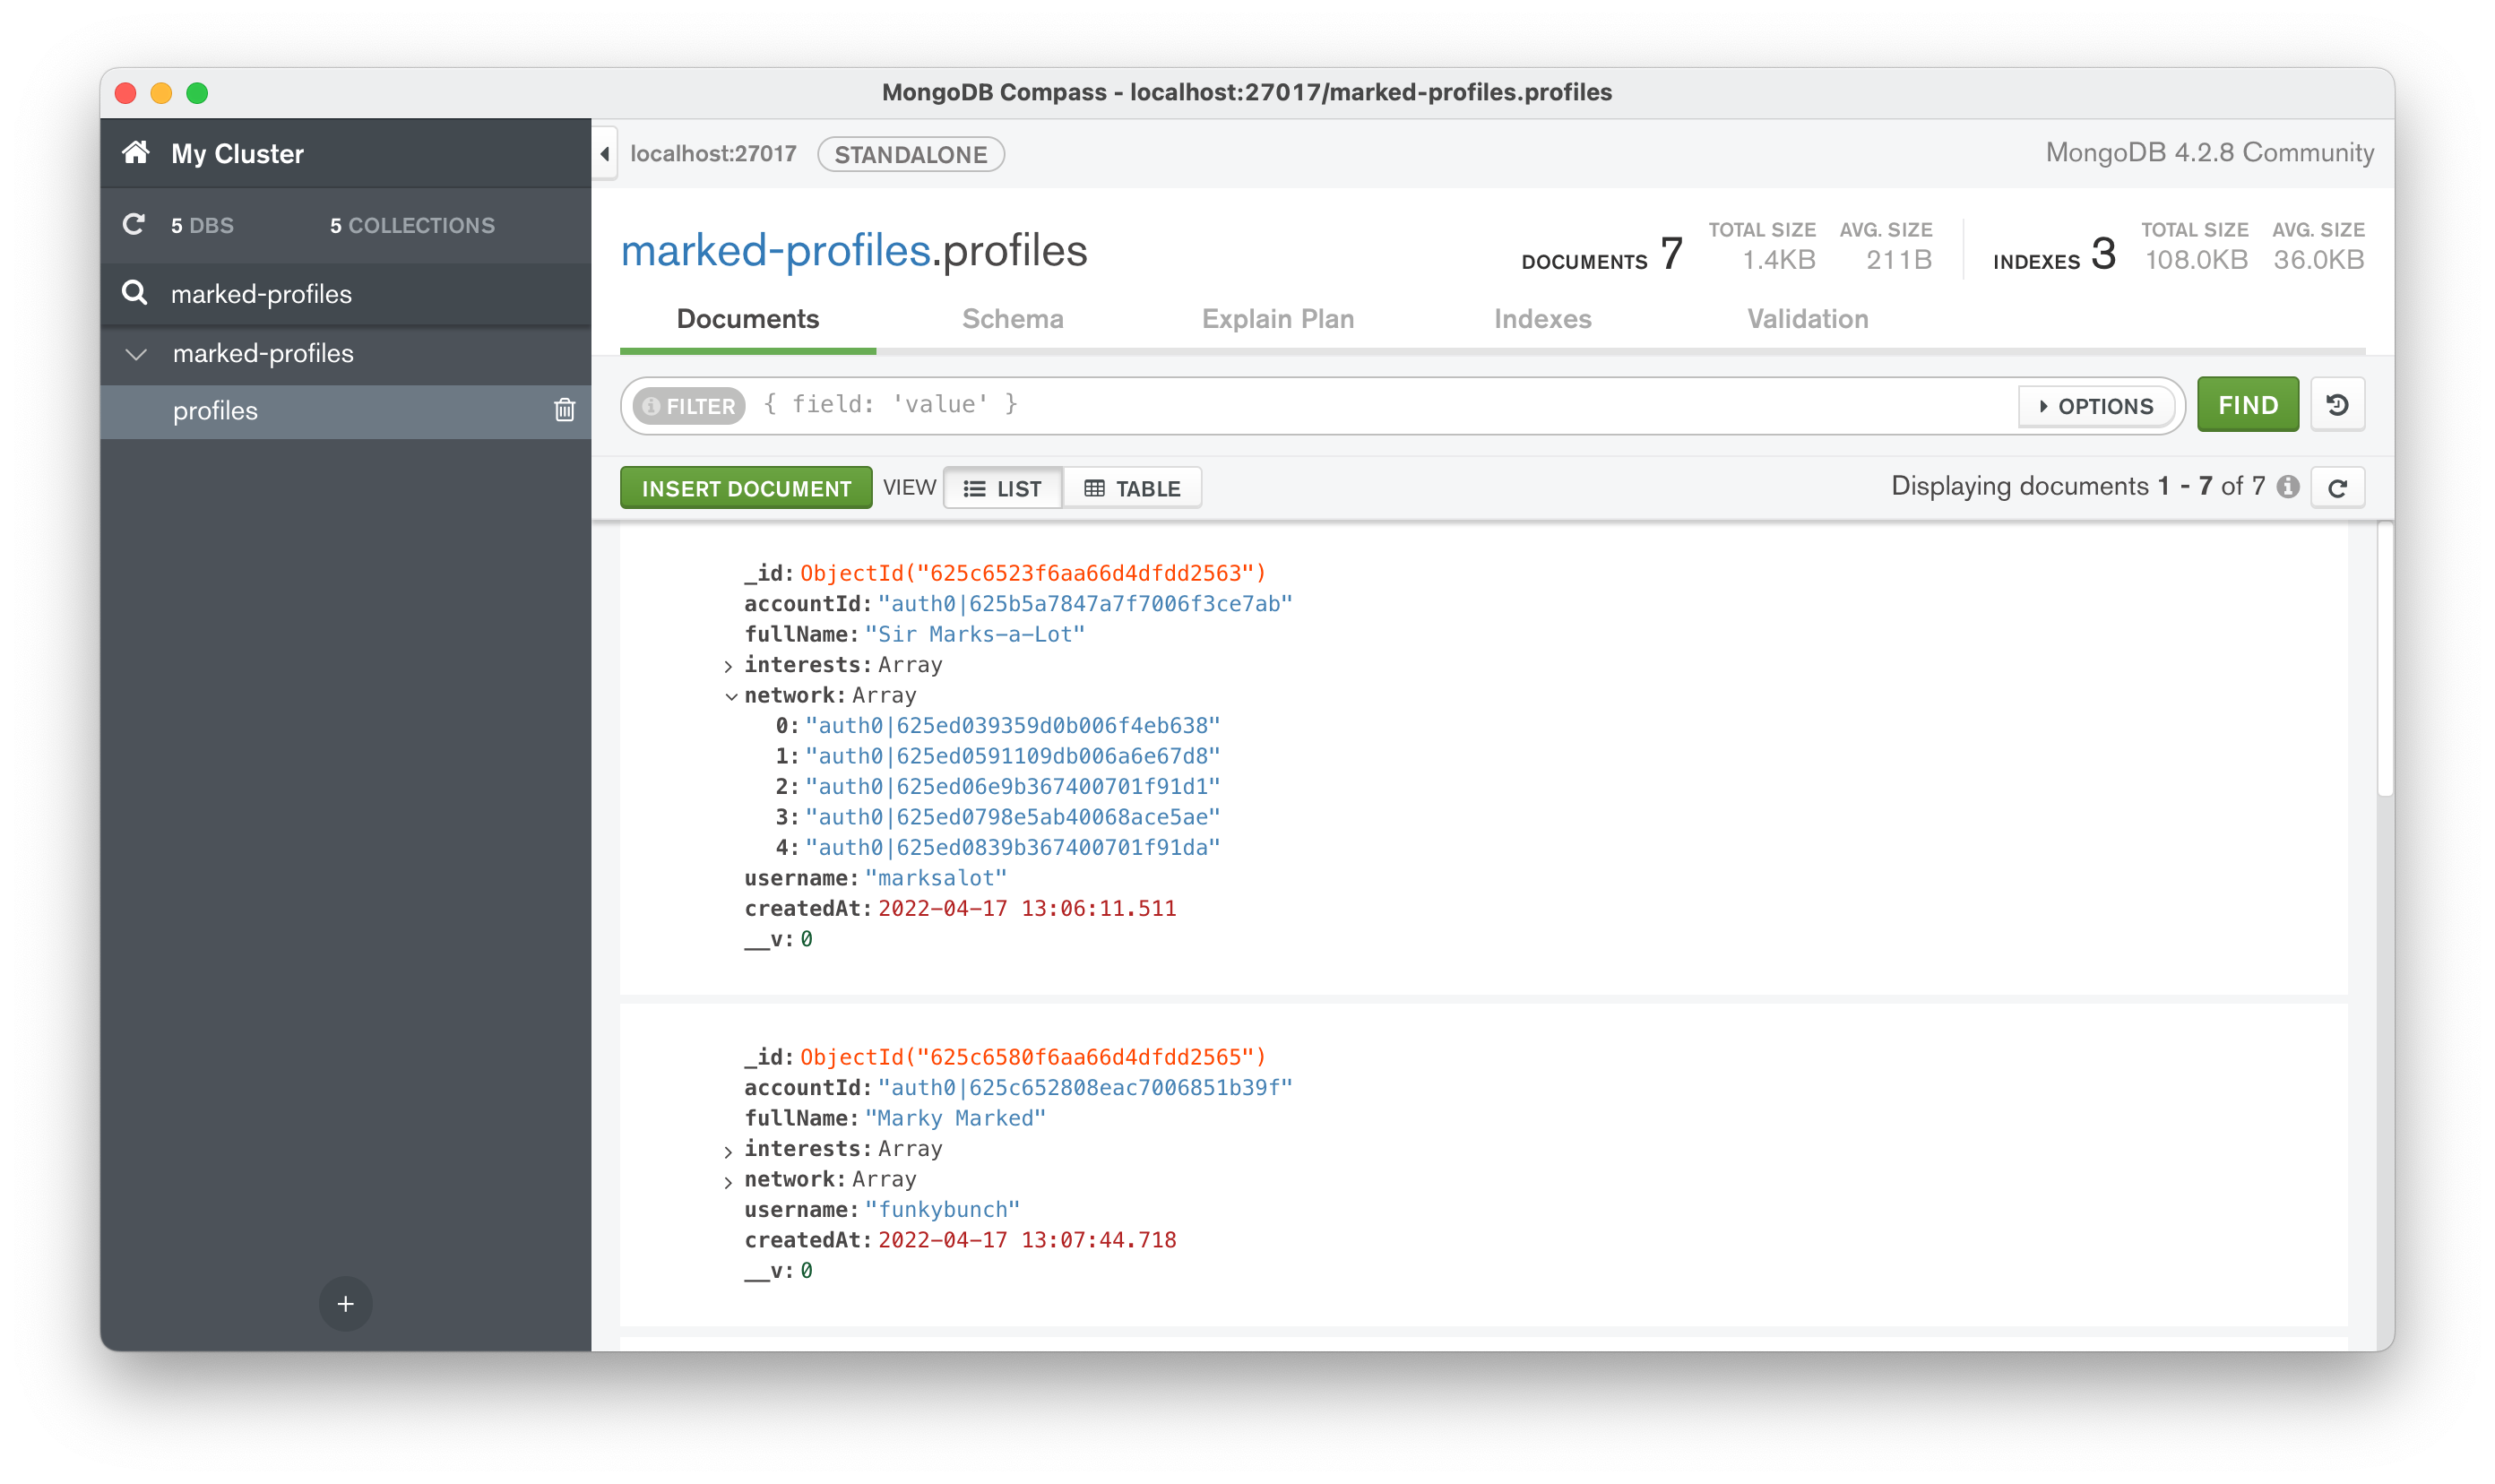 MongoDB Compass - localhost:27017/marked-profiles.profiles
My Cluster
localhost:27017 STANDALONE
MongoDB 4.2.8 Community
5 DBS 5 COLLECTIONS
marked-profiles
marked-profiles
profiles
marked-profiles.profiles
DOCUMENTS 7 TOTAL SIZE 1.4KB AVG. SIZE 211B
INDEXES 3 TOTAL SIZE 108.0KB AVG. SIZE 36.0KB
Documents Schema Explain Plan Indexes Validation
FILTER { field: 'value' } OPTIONS FIND
INSERT DOCUMENT VIEW LIST TABLE Displaying documents 1 - 7 of 7
_id: ObjectId("625c6523f6aa66d4dfdd2563")
accountId: "auth0|625b5a7847a7f7006f3ce7ab"
fullName: "Sir Marks-a-Lot"
interests: Array
network: Array
0: "auth0|625ed039359d0b006f4eb638"
1: "auth0|625ed0591109db006a6e67d8"
2: "auth0|625ed06e9b367400701f91d1"
3: "auth0|625ed0798e5ab40068ace5ae"
4: "auth0|625ed0839b367400701f91da"
username: "marksalot"
createdAt: 2022-04-17 13:06:11.511
__v: 0
_id: ObjectId("625c6580f6aa66d4dfdd2565")
accountId: "auth0|625c652808eac7006851b39f"
fullName: "Marky Marked"
interests: Array
network: Array
username: "funkybunch"
createdAt: 2022-04-17 13:07:44.718
__v: 0